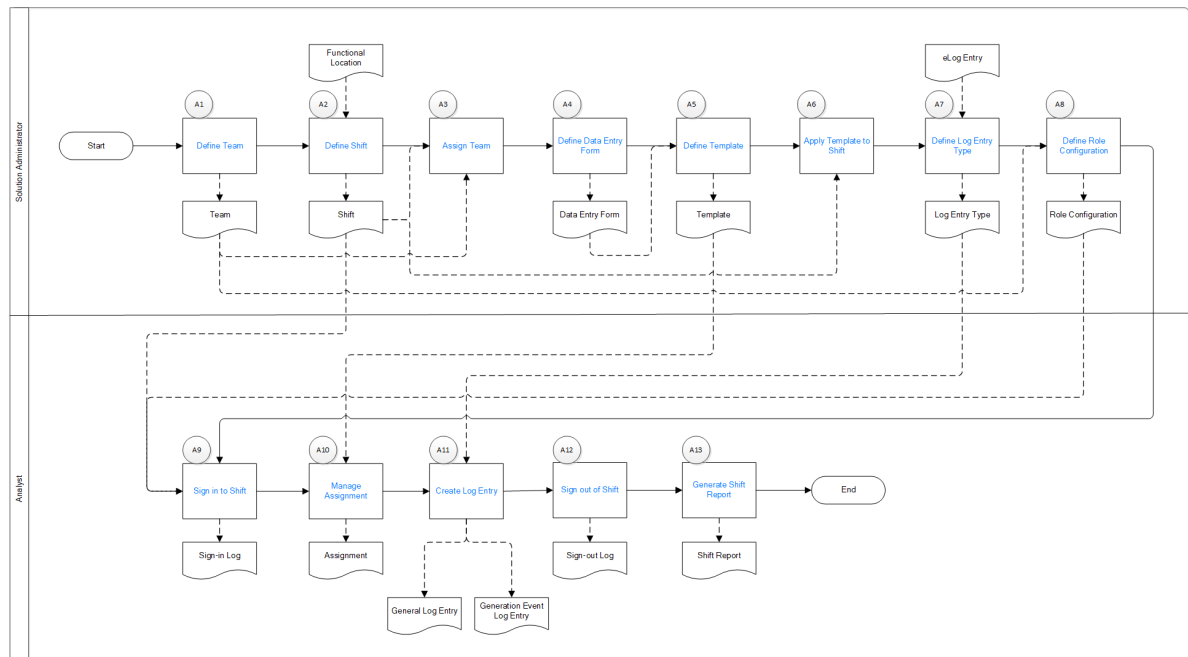 Solution Administrator
Functional
Location
eLog Entry
A1
A2
A3
A4
A5
A6
A7
A8
Start
Define Team
Define Shift
Assign Team
Define Data Entry
Form
Define Template
Apply Template to
Shift
Define Log Entry
Type
Define Role
Configuration
Team
Shift
Data Entry Form
Template
Log Entry Type
Role Configuration
Analyst
A9
A10
A11
A12
A13
Sign in to Shift
Manage
Assignment
Create Log Entry
Sign out of Shift
Generate Shift
Report
End
Sign-in Log
Assignment
Sign-out Log
Shift Report
General Log Entry
Generation Event
Log Entry